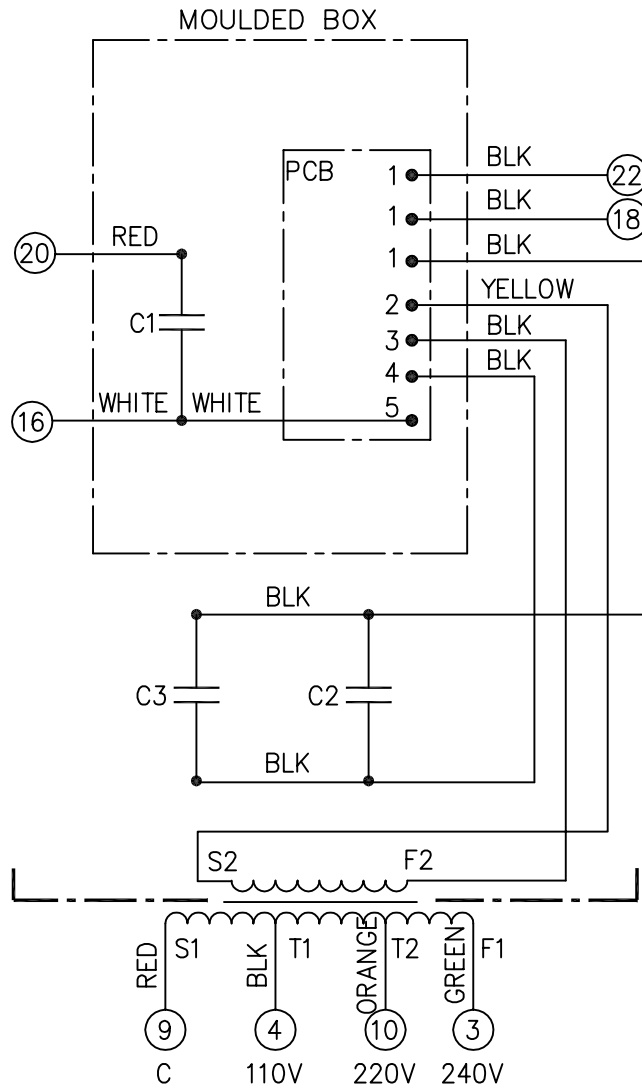 MOULDED BOX
PCB
1 BLK 22
1 BLK 18
1 BLK
20 RED
2 YELLOW
C1
3 BLK
4 BLK
16 WHITE WHITE
5
BLK
C3 C2
BLK
S2 F2
RED S1 BLK T1 ORANGE T2 GREEN F1
9 4 10 3
C 110V 220V 240V